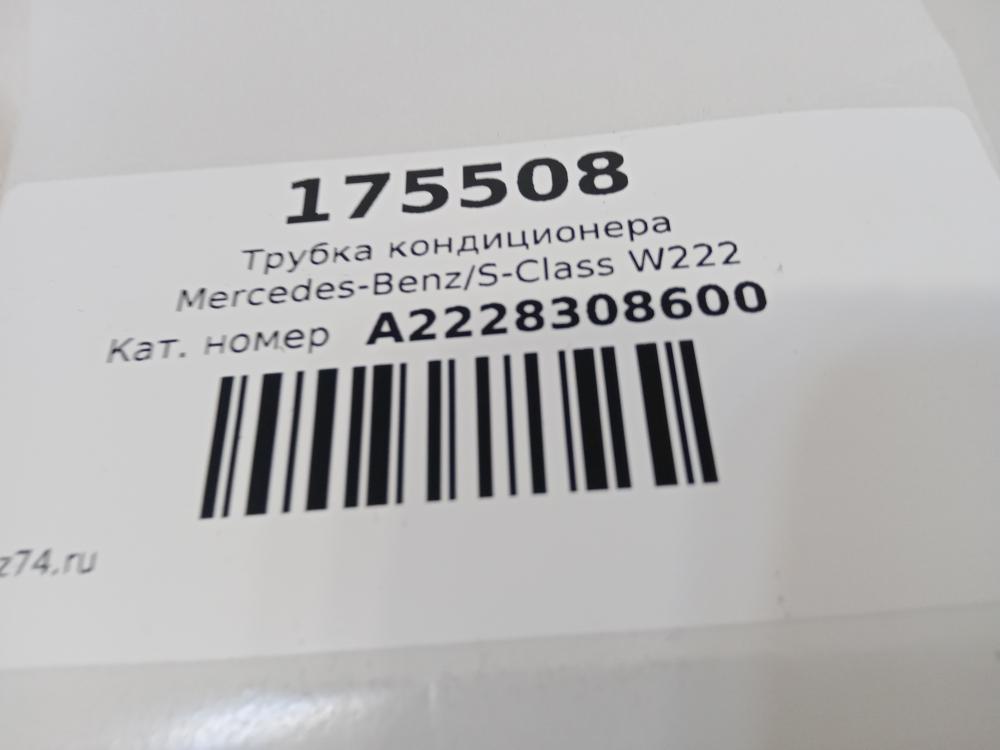 175508
Трубка кондиционера
Mercedes-Benz/S-Class W222
Кат. номер A2228308600
z74.ru